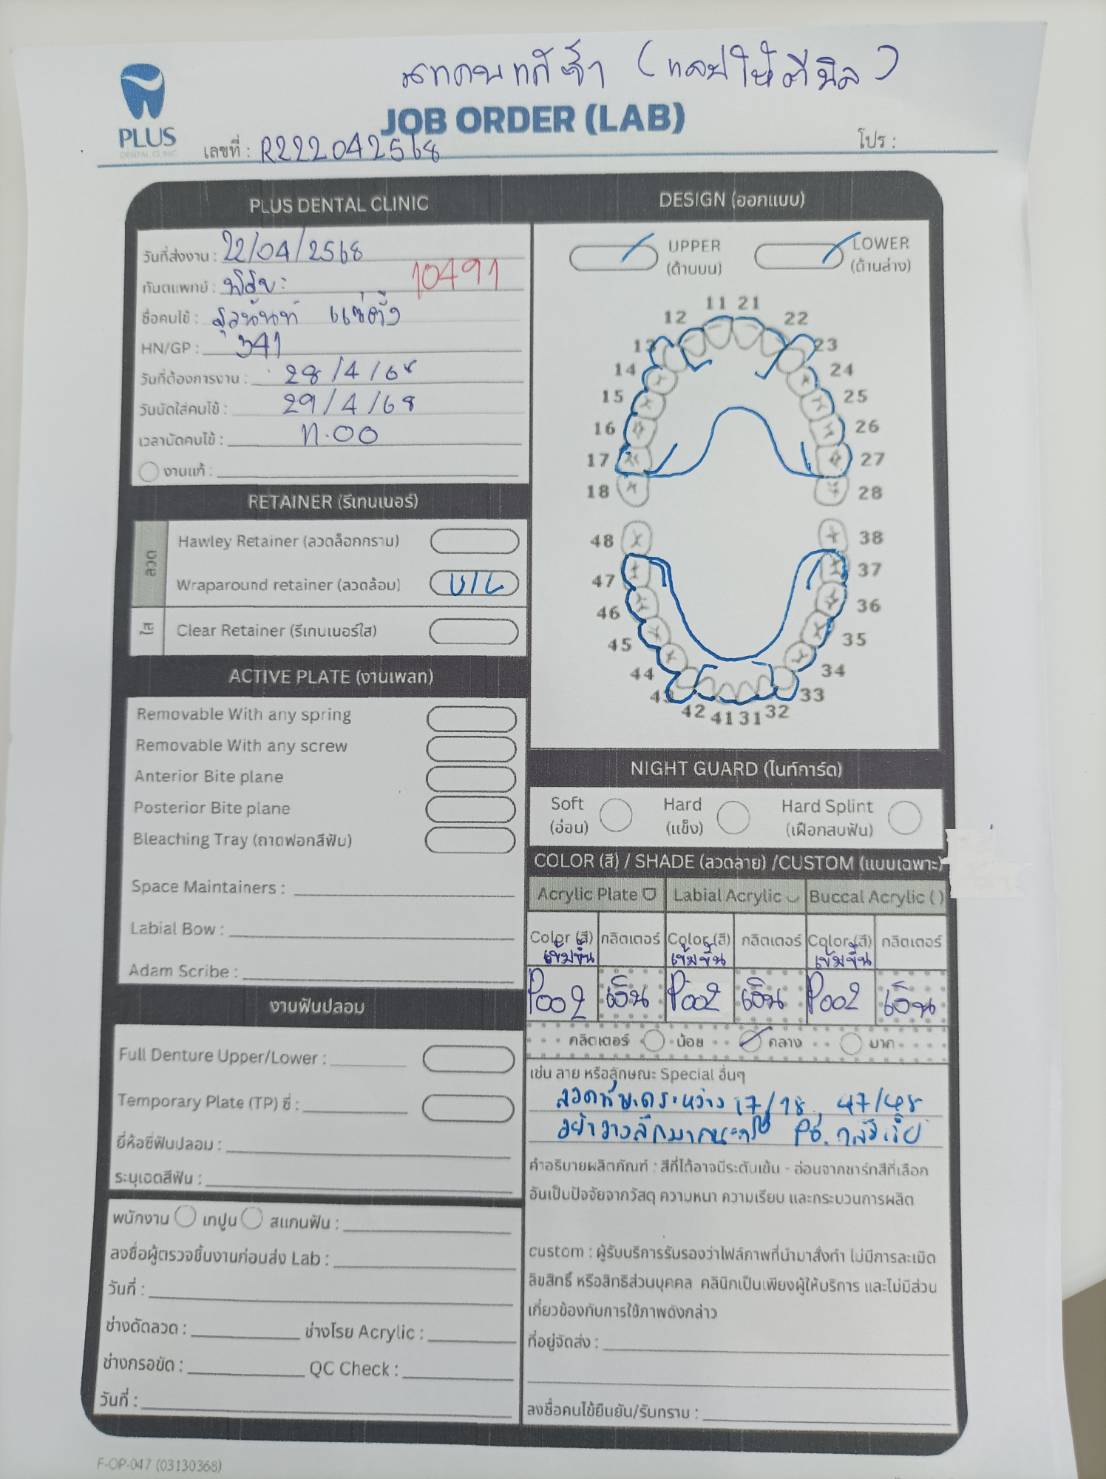 (แลปให้ตีนิล)
PLUS
DENTAL CLINIC
JOB ORDER (LAB)
เลขที่ : R222042568
โปร :
PLUS DENTAL CLINIC
วันที่ส่งงาน : 22/04/2568
ทันตแพทย์ :
10491
ชื่อคนไข้ :
HN/GP : 341
วันที่ต้องการงาน : 28/4/68
วันนัดใส่คนไข้ : 29/4/68
เวลานัดคนไข้ : 11.00
งานแก้ :
RETAINER (รีเทนเนอร์)
ลวด
Hawley Retainer (ลวดล็อกกราม)
Wraparound retainer (ลวดล้อม) U/L
ใส
Clear Retainer (รีเทนเนอร์ใส)
ACTIVE PLATE (งานเพลท)
Removable With any spring
Removable With any screw
Anterior Bite plane
Posterior Bite plane
Bleaching Tray (ถาดฟอกสีฟัน)
Space Maintainers :
Labial Bow :
Adam Scribe :
งานฟันปลอม
Full Denture Upper/Lower :
Temporary Plate (TP) ซี่ :
ยี่ห้อซี่ฟันปลอม :
ระบุเฉดสีฟัน :
พนักงาน เทปูน สแกนฟัน :
ลงชื่อผู้ตรวจชิ้นงานก่อนส่ง Lab :
วันที่ :
ช่างดัดลวด : ช่างโรย Acrylic :
ช่างกรอขัด : QC Check :
วันที่ :
DESIGN (ออกแบบ)
UPPER
(ด้านบน)
LOWER
(ด้านล่าง)
11 21
12 22
13 23
14 24
15 25
16 26
17 27
18 28
48 38
47 37
46 36
45 35
44 34
43 33
42 41 31 32
NIGHT GUARD (ไนท์การ์ด)
Soft
(อ่อน)
Hard
(แข็ง)
Hard Splint
(เฝือกสบฟัน)
COLOR (สี) / SHADE (ลวดลาย) /CUSTOM (แบบเฉพาะ)
Acrylic Plate Labial Acrylic Buccal Acrylic ( )
Color (สี) กลิตเตอร์ Color (สี) กลิตเตอร์ Color (สี) กลิตเตอร์
เข้มขึ้น เข้มขึ้น เข้มขึ้น
P002 เงิน P002 เงิน P002 เงิน
กลิตเตอร์ น้อย กลาง มาก
เช่น ลาย หรือลักษณะ Special อื่นๆ
ลวดทับ ระหว่าง 17/18, 47/48
อย่าวางลึกมาก
คำอธิบายผลิตภัณฑ์ : สีที่ได้อาจมีระดับเข้ม - อ่อนจากชาร์ทสีที่เลือก
อันเป็นปัจจัยจากวัสดุ ความหนา ความเรียบ และกระบวนการผลิต
custom : ผู้รับบริการรับรองว่าไฟล์ภาพที่นำมาสั่งทำ ไม่มีการละเมิด
ลิขสิทธิ์ หรือสิทธิส่วนบุคคล คลินิกเป็นเพียงผู้ให้บริการ และไม่มีส่วน
เกี่ยวข้องกับการใช้ภาพดังกล่าว
ที่อยู่จัดส่ง :
ลงชื่อคนไข้ยืนยัน/รับทราบ :
F-OP-047 (03130368)